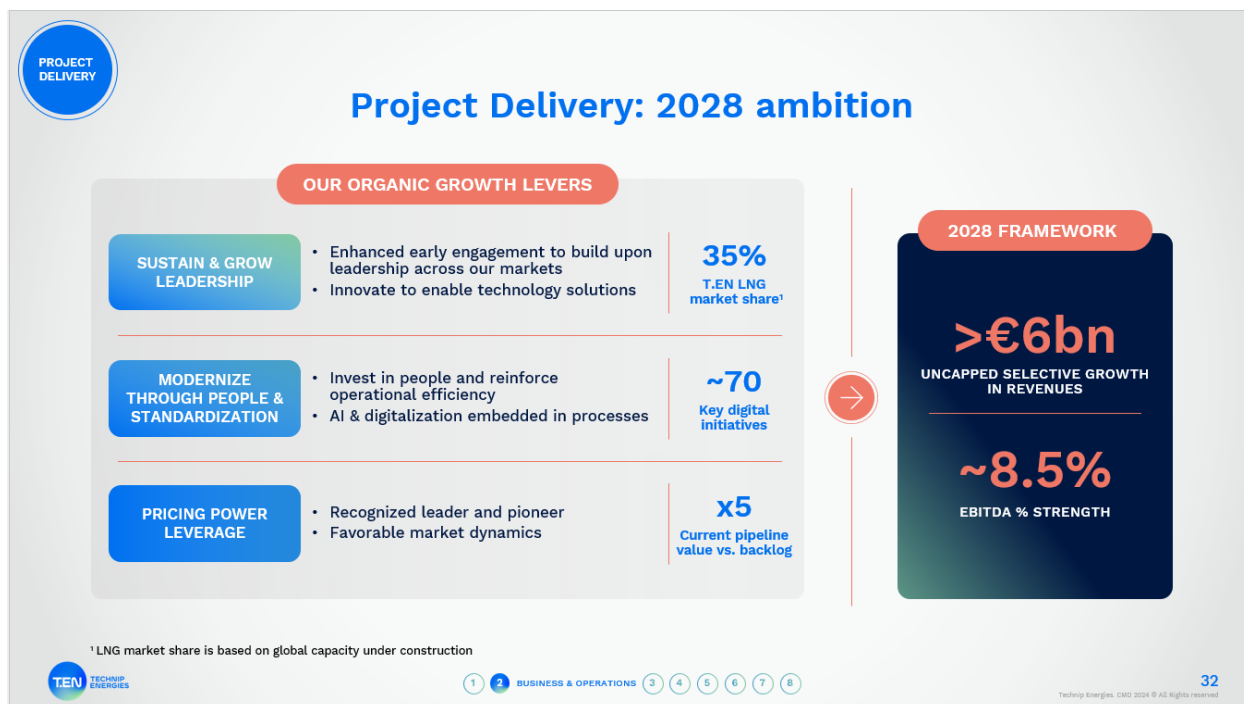 PROJECT
DELIVERY
Project Delivery: 2028 ambition
OUR ORGANIC GROWTH LEVERS
SUSTAIN & GROW
LEADERSHIP
• Enhanced early engagement to build upon
leadership across our markets
• Innovate to enable technology solutions
35%
T.EN LNG
market share¹
MODERNIZE
THROUGH PEOPLE &
STANDARDIZATION
• Invest in people and reinforce
operational efficiency
• AI & digitalization embedded in processes
~70
Key digital
initiatives
PRICING POWER
LEVERAGE
• Recognized leader and pioneer
• Favorable market dynamics
x5
Current pipeline
value vs. backlog
2028 FRAMEWORK
>€6bn
UNCAPPED SELECTIVE GROWTH
IN REVENUES
~8.5%
EBITDA % STRENGTH
¹ LNG market share is based on global capacity under construction
T.EN TECHNIP
ENERGIES
1 2 BUSINESS & OPERATIONS 3 4 5 6 7 8
32
Technip Energies. CMD 2024 © All Rights reserved